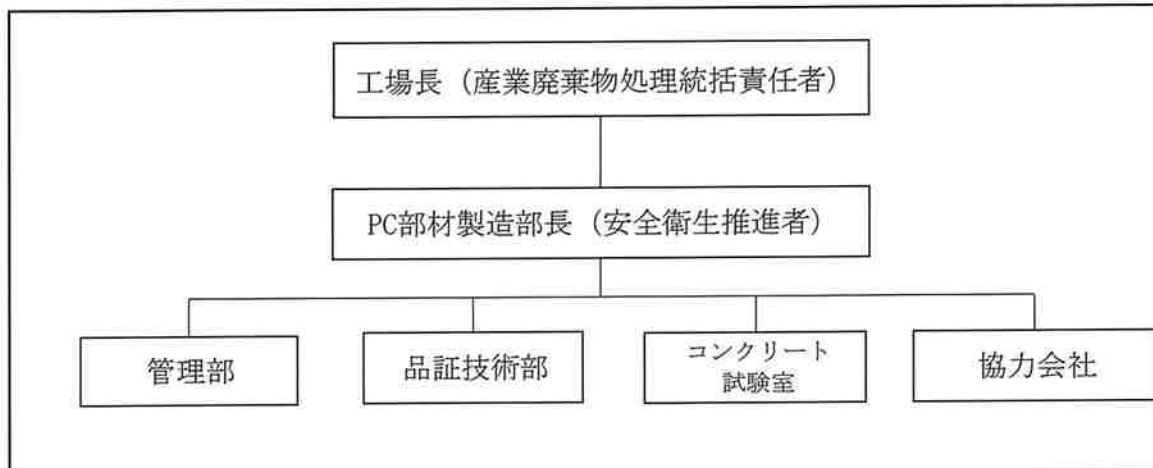 工場長（産業廃棄物処理統括責任者）
PC部材製造部長（安全衛生推進者）
管理部
品証技術部
コンクリート
試験室
協力会社